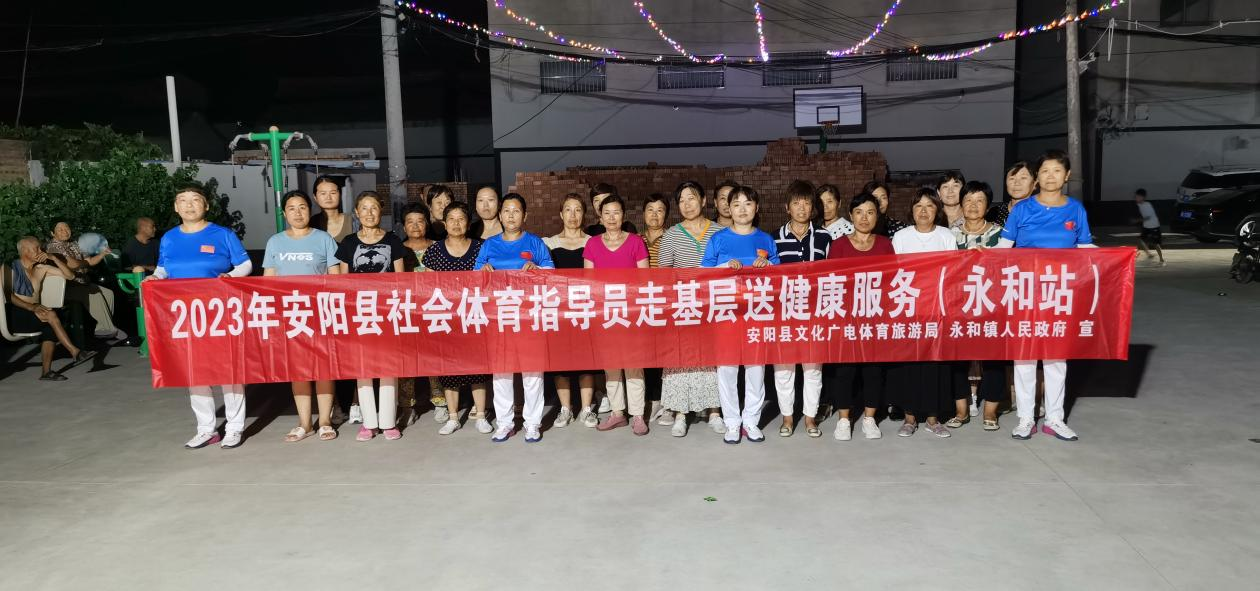 2023年安阳县社会体育指导员走基层送健康服务（永和站）
安阳县文化广电体育旅游局 永和镇人民政府 宣
VNOO